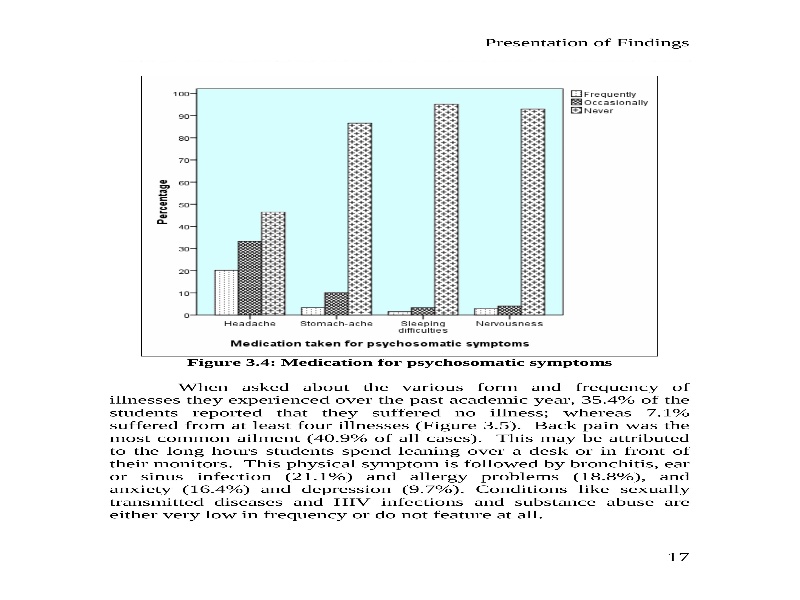 Presentation of Findings
100
90
80
70
60
50
40
30
20
10
0
Percentage
Frequently
Occasionally
Never
Headache Stomach-ache Sleeping difficulties Nervousness
Medication taken for psychosomatic symptoms
Figure 3.4: Medication for psychosomatic symptoms
When asked about the various form and frequency of
illnesses they experienced over the past academic year, 35.4% of the
students reported that they suffered no illness; whereas 7.1%
suffered from at least four illnesses (Figure 3.5). Back pain was the
most common ailment (40.9% of all cases). This may be attributed
to the long hours students spend leaning over a desk or in front of
their monitors. This physical symptom is followed by bronchitis, ear
or sinus infection (21.1%) and allergy problems (18.8%), and
anxiety (16.4%) and depression (9.7%). Conditions like sexually
transmitted diseases and HIV infections and substance abuse are
either very low in frequency or do not feature at all.
17